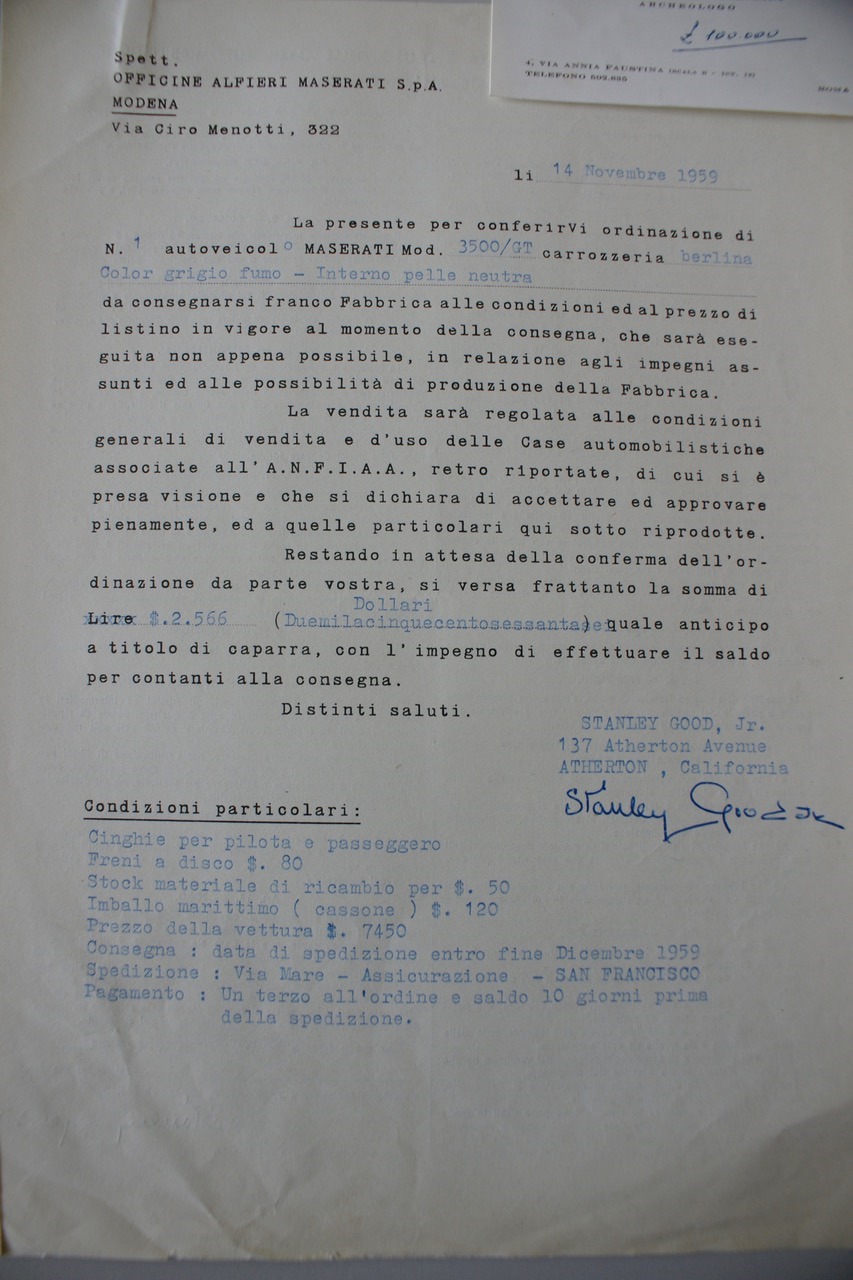 ARCHEOLOGO
£ 100.000
4, VIA ANNIA FAUSTINA
TELEFONO 502.635
ROMA
Spett.
OFFICINE ALFIERI MASERATI S.p.A.
MODENA
Via Ciro Menotti, 322
li 14 Novembre 1959
La presente per conferirVi ordinazione di
N. 1 autoveicolo MASERATI Mod. 3500/GT carrozzeria berlina
Color grigio fumo - Interno pelle neutra
da consegnarsi franco Fabbrica alle condizioni ed al prezzo di
listino in vigore al momento della consegna, che sarà ese-
guita non appena possibile, in relazione agli impegni as-
sunti ed alle possibilità di produzione della Fabbrica.
La vendita sarà regolata alle condizioni
generali di vendita e d'uso delle Case automobilistiche
associate all'A.N.F.I.A.A., retro riportate, di cui si è
presa visione e che si dichiara di accettare ed approvare
pienamente, ed a quelle particolari qui sotto riprodotte.
Restando in attesa della conferma dell'or-
dinazione da parte vostra, si versa frattanto la somma di
Dollari
Lire $.2.566 (Duemilacinquecentosessantasei) quale anticipo
a titolo di caparra, con l'impegno di effettuare il saldo
per contanti alla consegna.
Distinti saluti.
STANLEY GOOD, Jr.
137 Atherton Avenue
ATHERTON , California
Stanley Good Jr
Condizioni particolari:
Cinghie per pilota e passeggero
Freni a disco $. 80
Stock materiale di ricambio per $. 50
Imballo marittimo ( cassone ) $. 120
Prezzo della vettura $. 7450
Consegna : data di spedizione entro fine Dicembre 1959
Spedizione : Via Mare - Assicurazione - SAN FRANCISCO
Pagamento : Un terzo all'ordine e saldo 10 giorni prima
della spedizione.